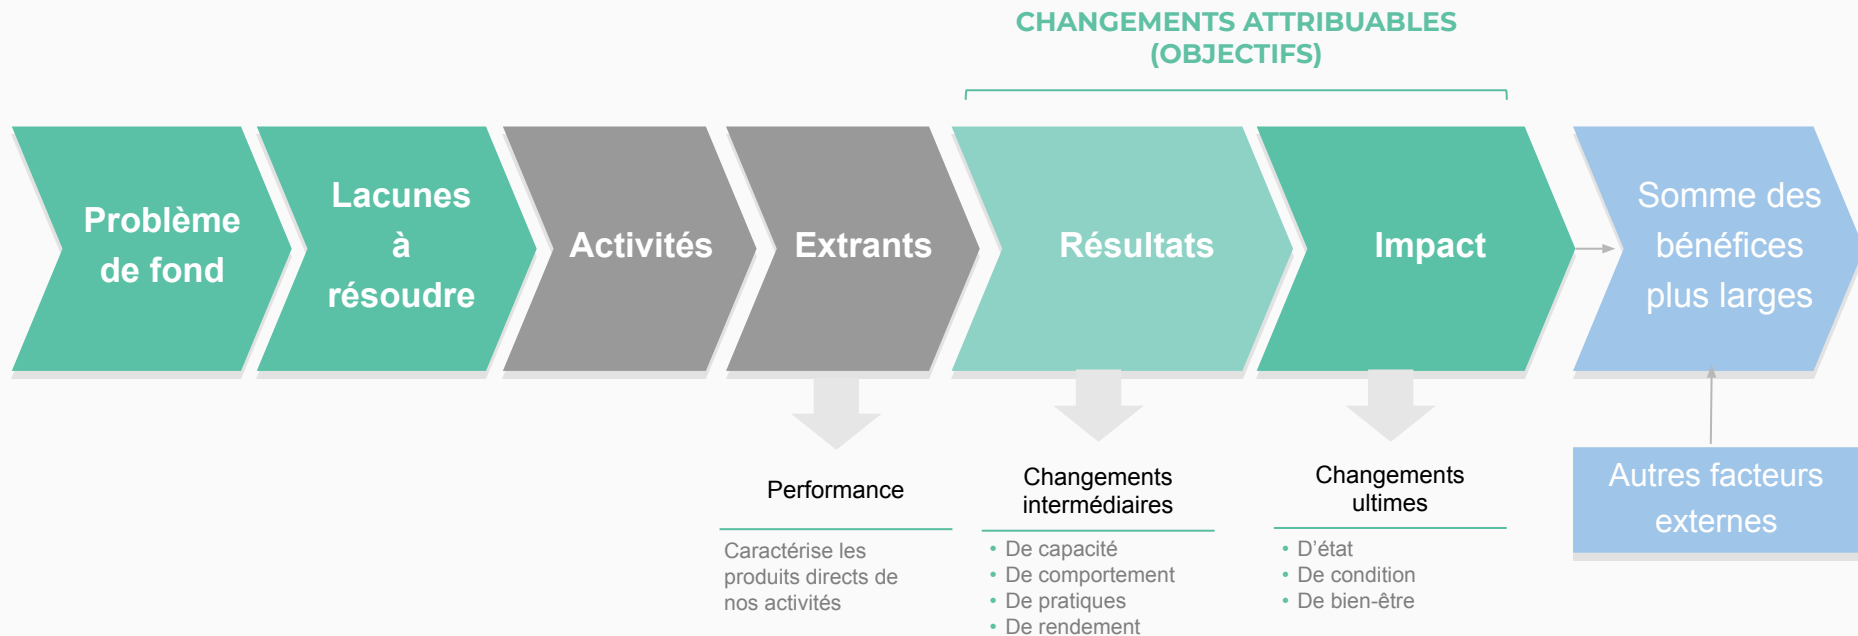 CHANGEMENTS ATTRIBUABLES
(OBJECTIFS)
Problème
de fond
Lacunes
à
résoudre
Activités
Extrants
Résultats
Impact
Somme des
bénéfices
plus larges
Performance
Caractérise les
produits directs de
nos activités
Changements
intermédiaires
• De capacité
• De comportement
• De pratiques
• De rendement
Changements
ultimes
• D'état
• De condition
• De bien-être
Autres facteurs
externes